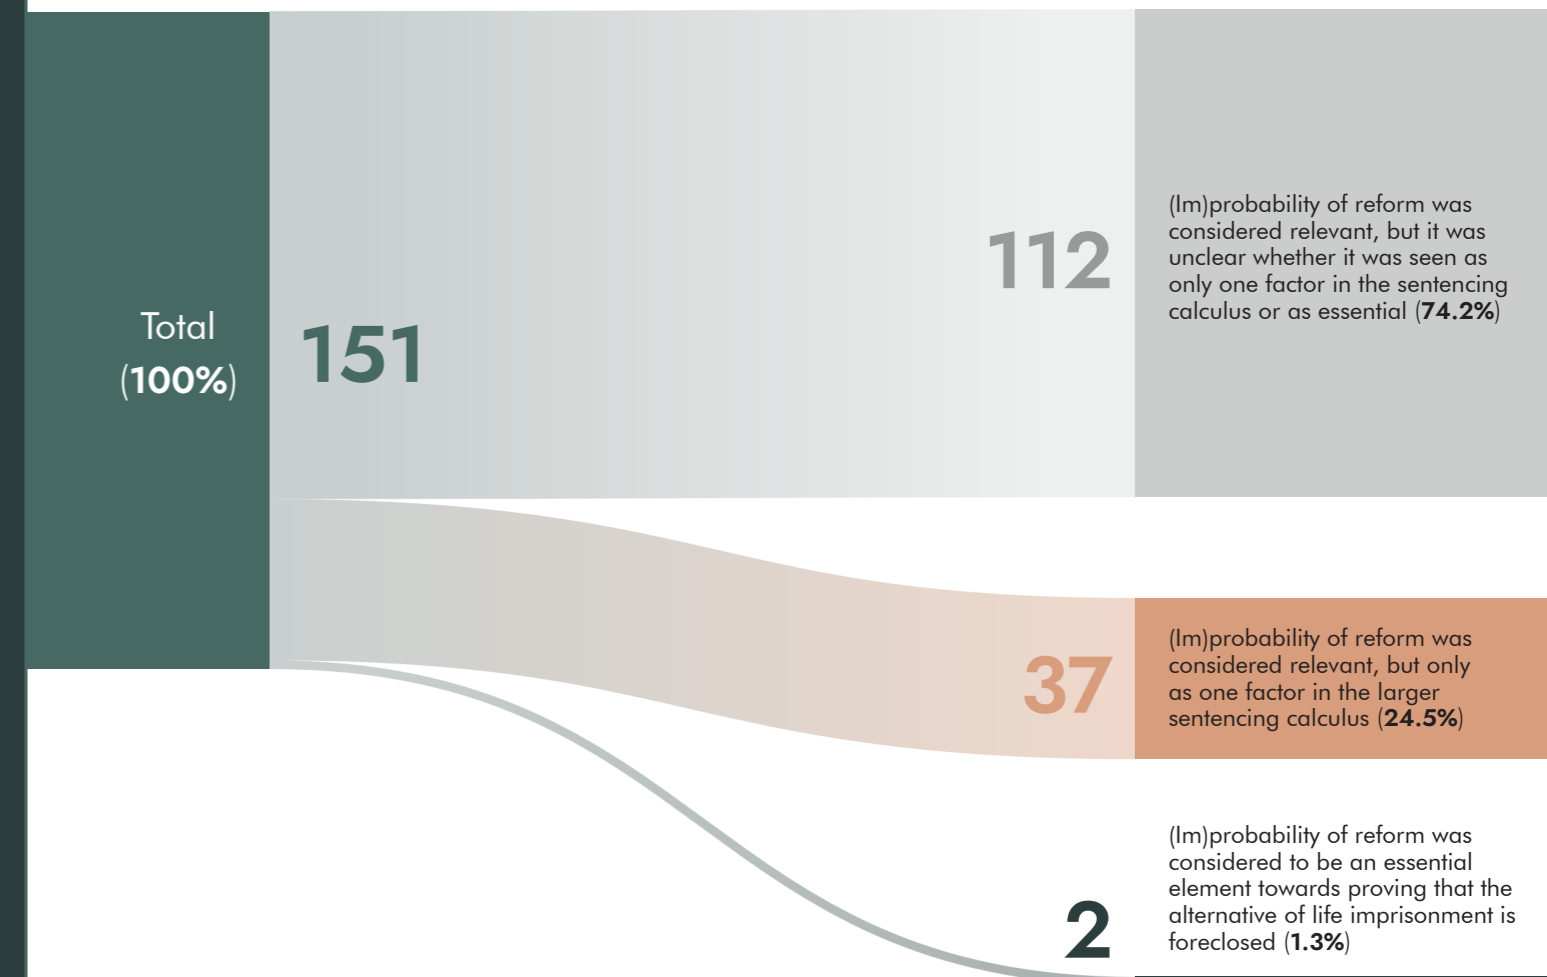 Total
(100%)
151
112
(Im)probability of reform was
considered relevant, but it was
unclear whether it was seen as
only one factor in the sentencing
calculus or as essential (74.2%)
37
(Im)probability of reform was
considered relevant, but only
as one factor in the larger
sentencing calculus (24.5%)
2
(Im)probability of reform was
considered to be an essential
element towards proving that the
alternative of life imprisonment is
foreclosed (1.3%)